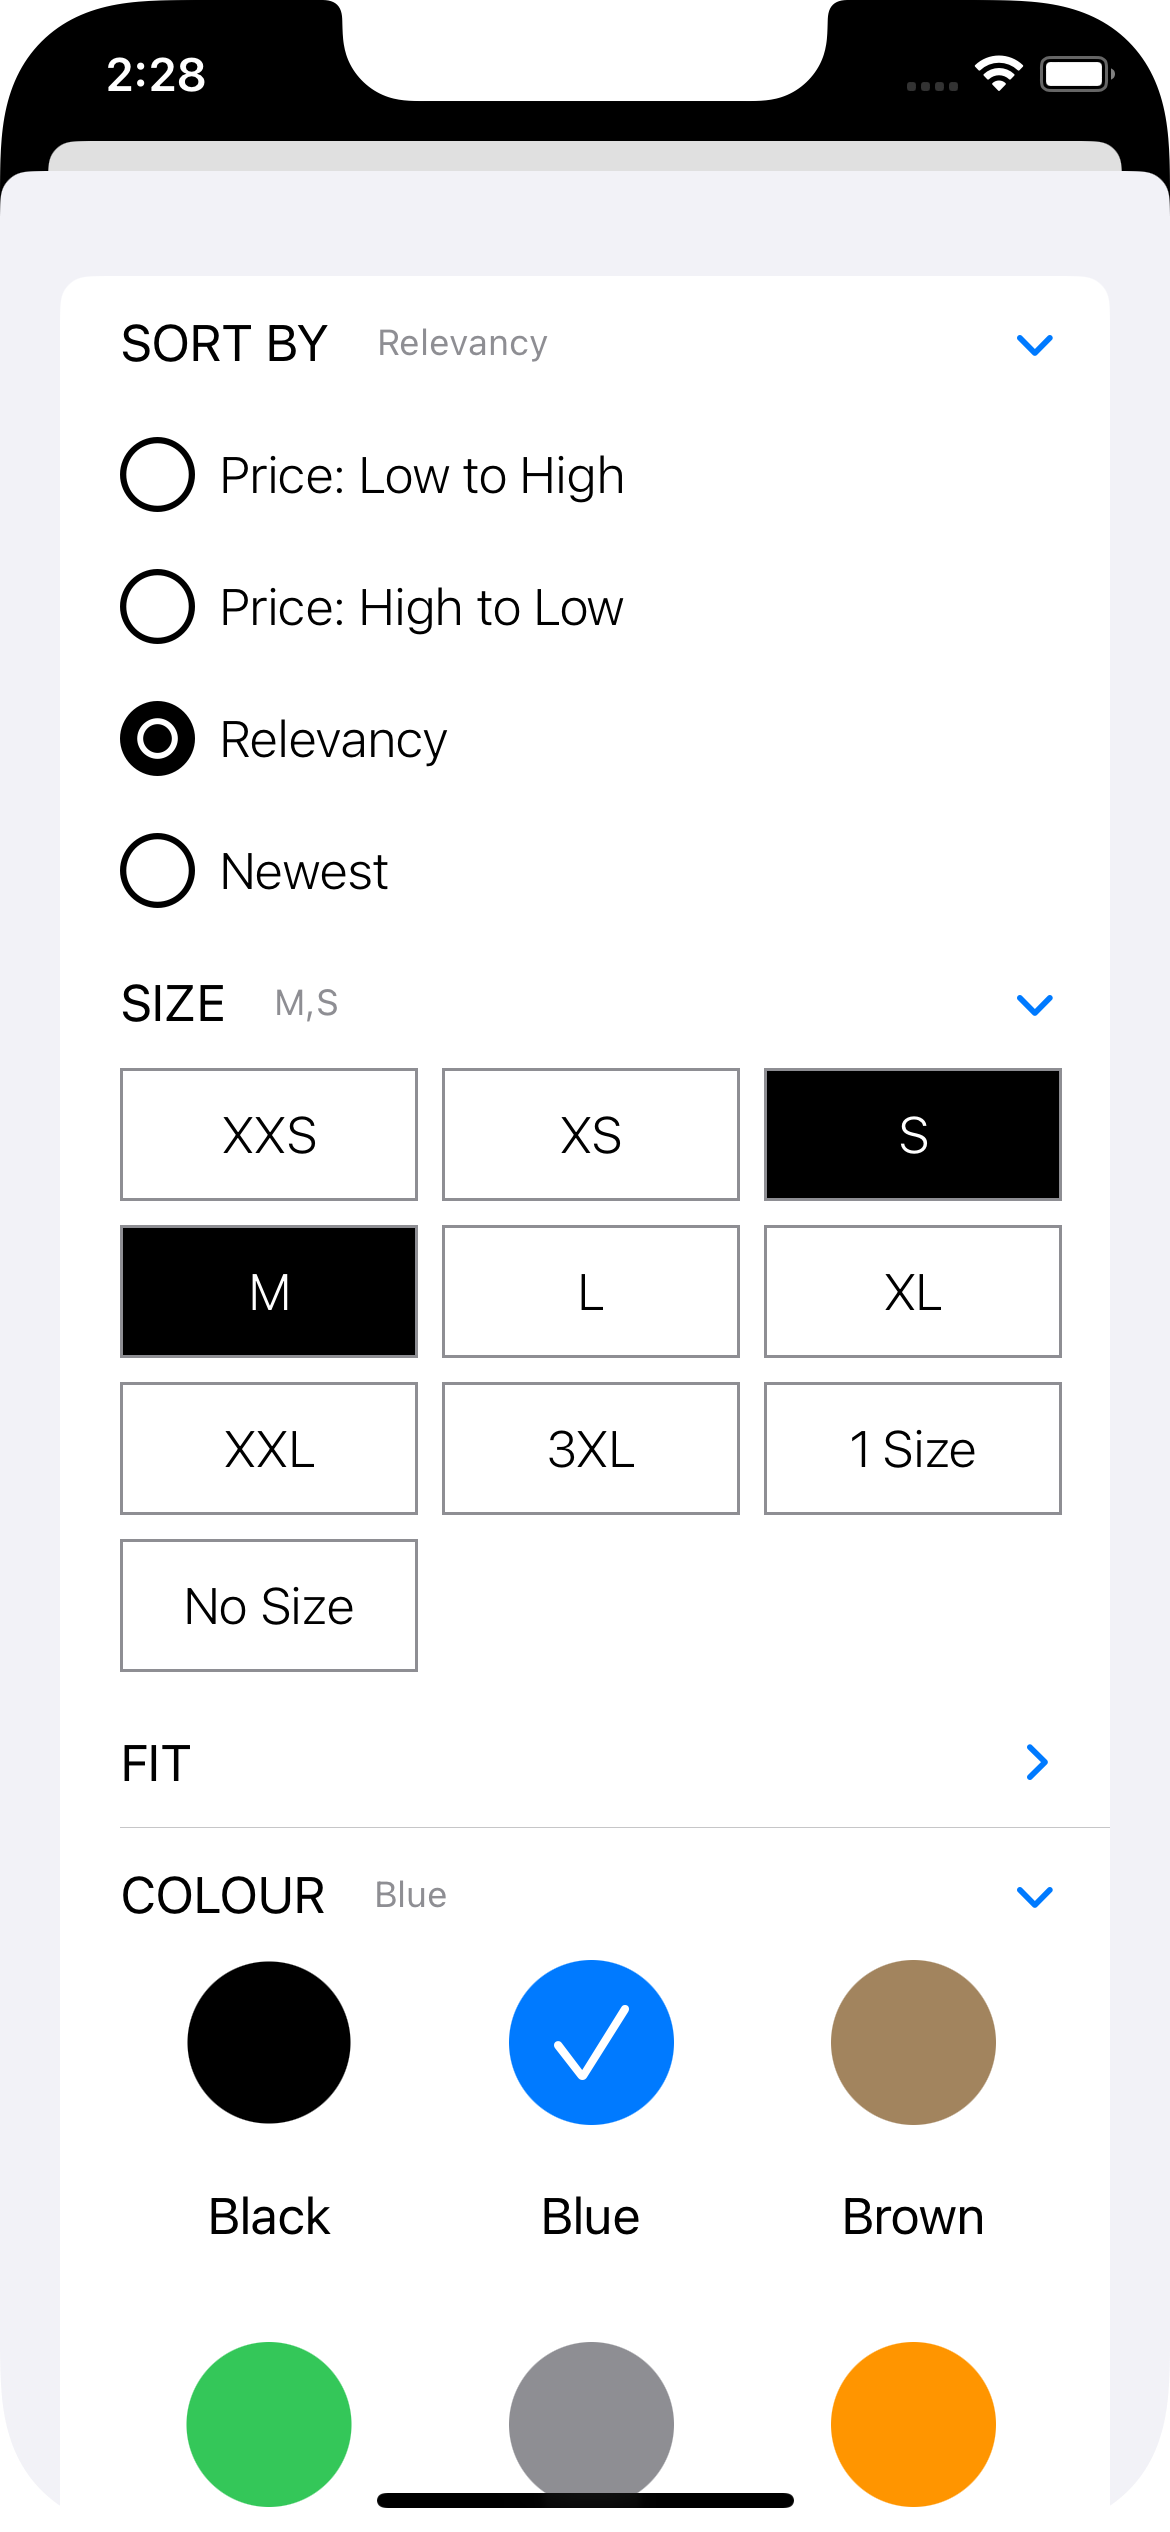 2:28
SORT BY Relevancy
Price: Low to High
Price: High to Low
Relevancy
Newest
SIZE M,S
XXS XS S
M L XL
XXL 3XL 1 Size
No Size
FIT
COLOUR Blue
Black Blue Brown